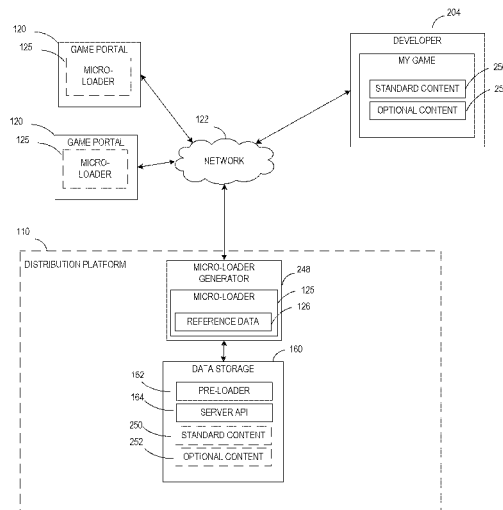 204
120
GAME PORTAL
125
MICRO-
LOADER
DEVELOPER
MY GAME
STANDARD CONTENT
OPTIONAL CONTENT
120
GAME PORTAL
125
MICRO-
LOADER
122
NETWORK
110
DISTRIBUTION PLATFORM
MICRO-LOADER
GENERATOR
248
MICRO-LOADER
125
REFERENCE DATA
126
DATA STORAGE
160
162
PRE-LOADER
164
SERVER API
250
STANDARD CONTENT
252
OPTIONAL CONTENT